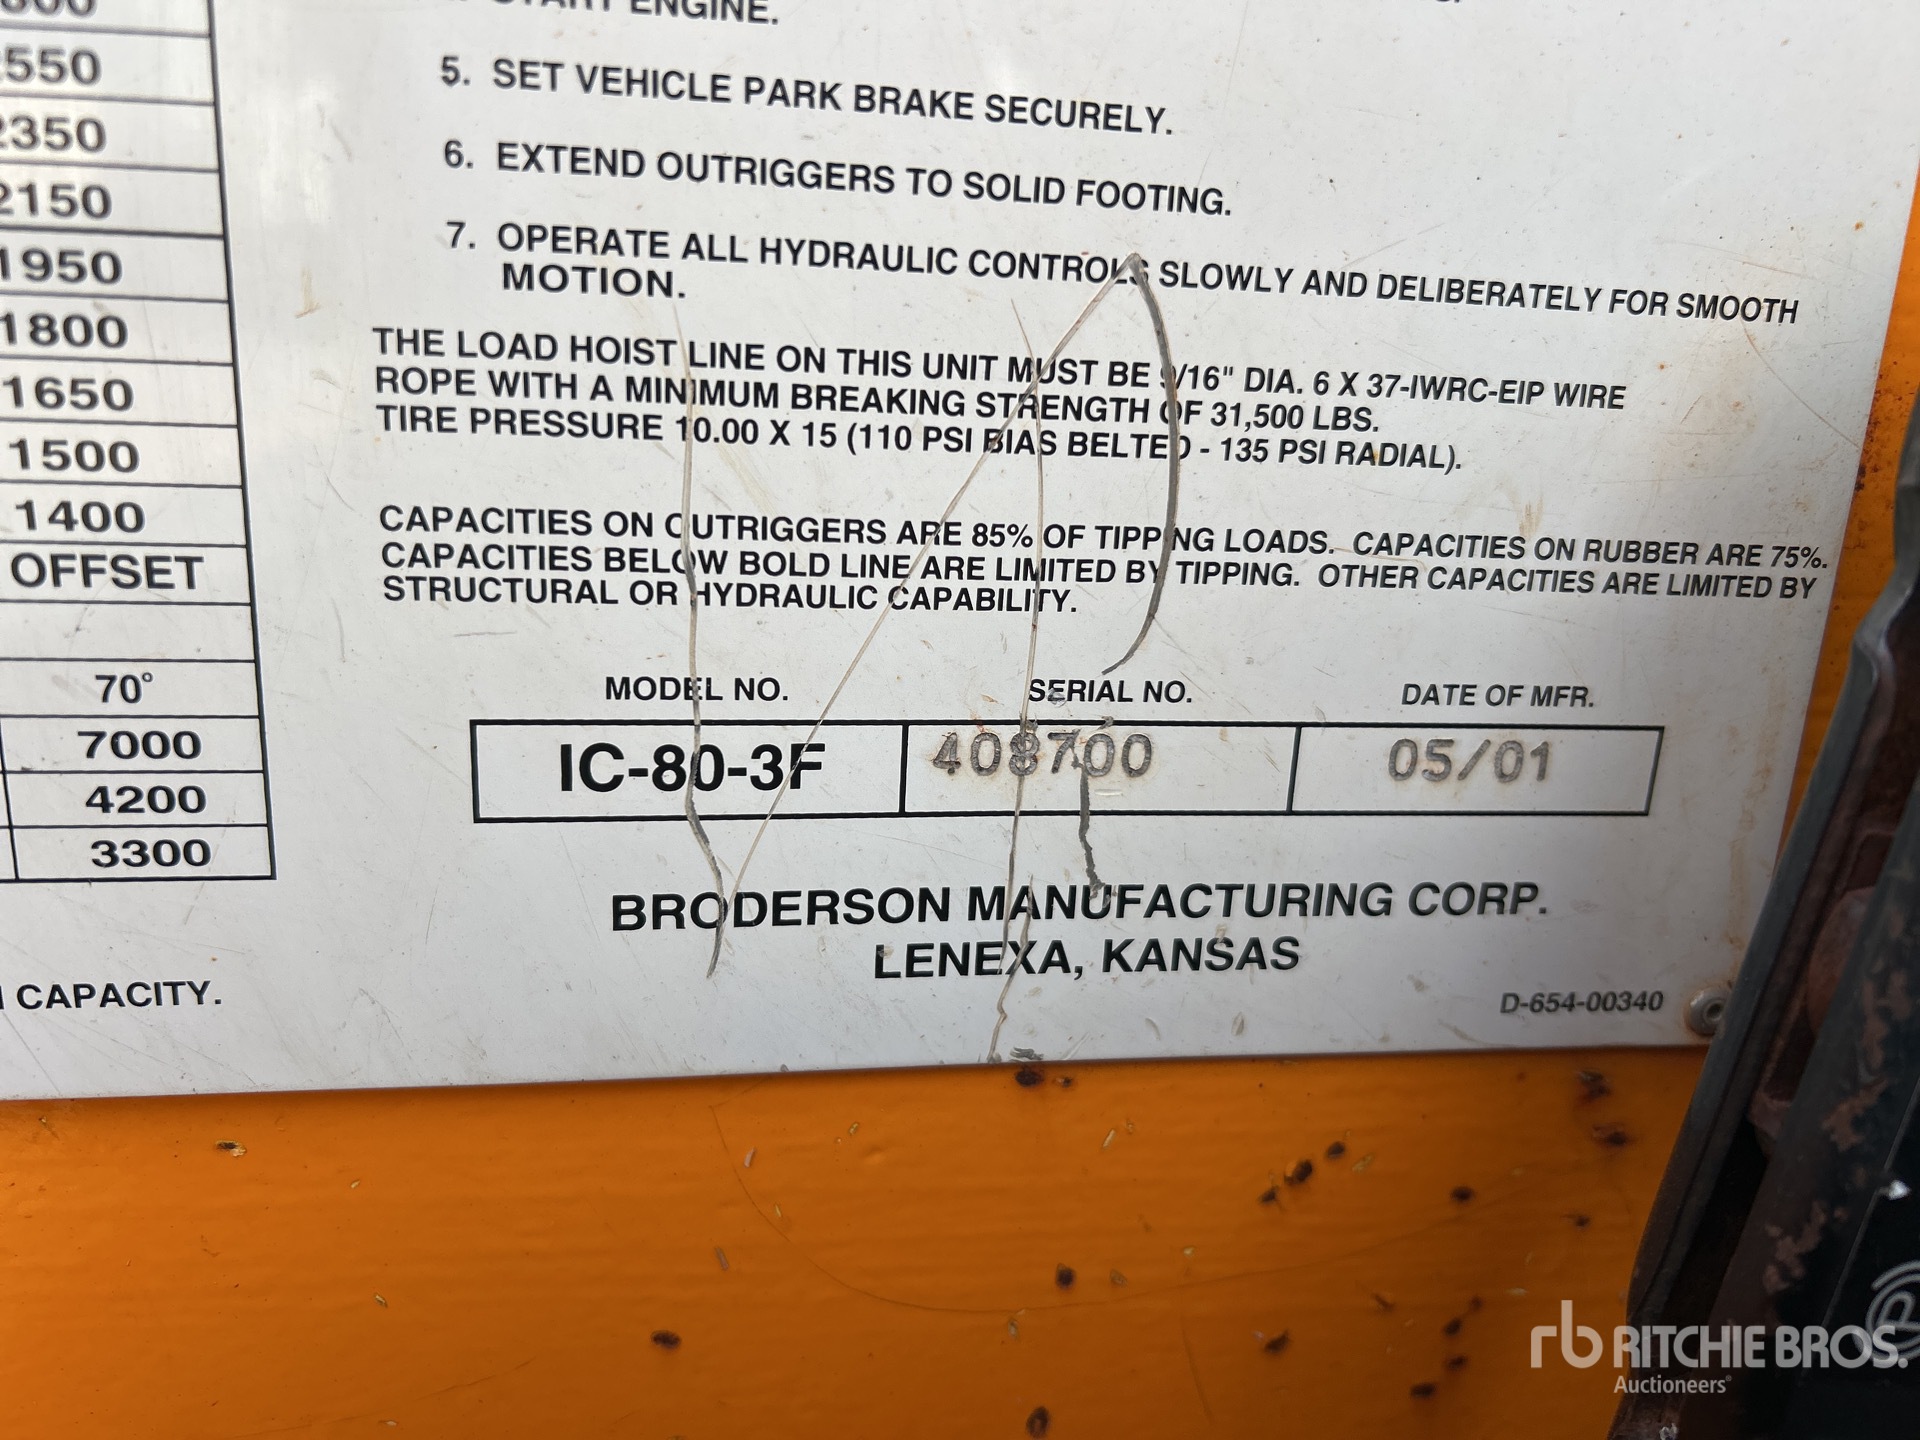 START ENGINE.
5. SET VEHICLE PARK BRAKE SECURELY.
6. EXTEND OUTRIGGERS TO SOLID FOOTING.
7. OPERATE ALL HYDRAULIC CONTROLS SLOWLY AND DELIBERATELY FOR SMOOTH
MOTION.
THE LOAD HOIST LINE ON THIS UNIT MUST BE 9/16" DIA. 6 X 37-IWRC-EIP WIRE
ROPE WITH A MINIMUM BREAKING STRENGTH OF 31,500 LBS.
TIRE PRESSURE 10.00 X 15 (110 PSI BIAS BELTED - 135 PSI RADIAL).
CAPACITIES ON OUTRIGGERS ARE 85% OF TIPPING LOADS. CAPACITIES ON RUBBER ARE 75%.
CAPACITIES BELOW BOLD LINE ARE LIMITED BY TIPPING. OTHER CAPACITIES ARE LIMITED BY
STRUCTURAL OR HYDRAULIC CAPABILITY.
MODEL NO. SERIAL NO. DATE OF MFR.
IC-80-3F 408700 05/01
BRODERSON MANUFACTURING CORP.
LENEXA, KANSAS
D-654-00340
2550
2350
2150
1950
1800
1650
1500
1400
OFFSET
70°
7000
4200
3300
CAPACITY.
rb RITCHIE BROS.
Auctioneers